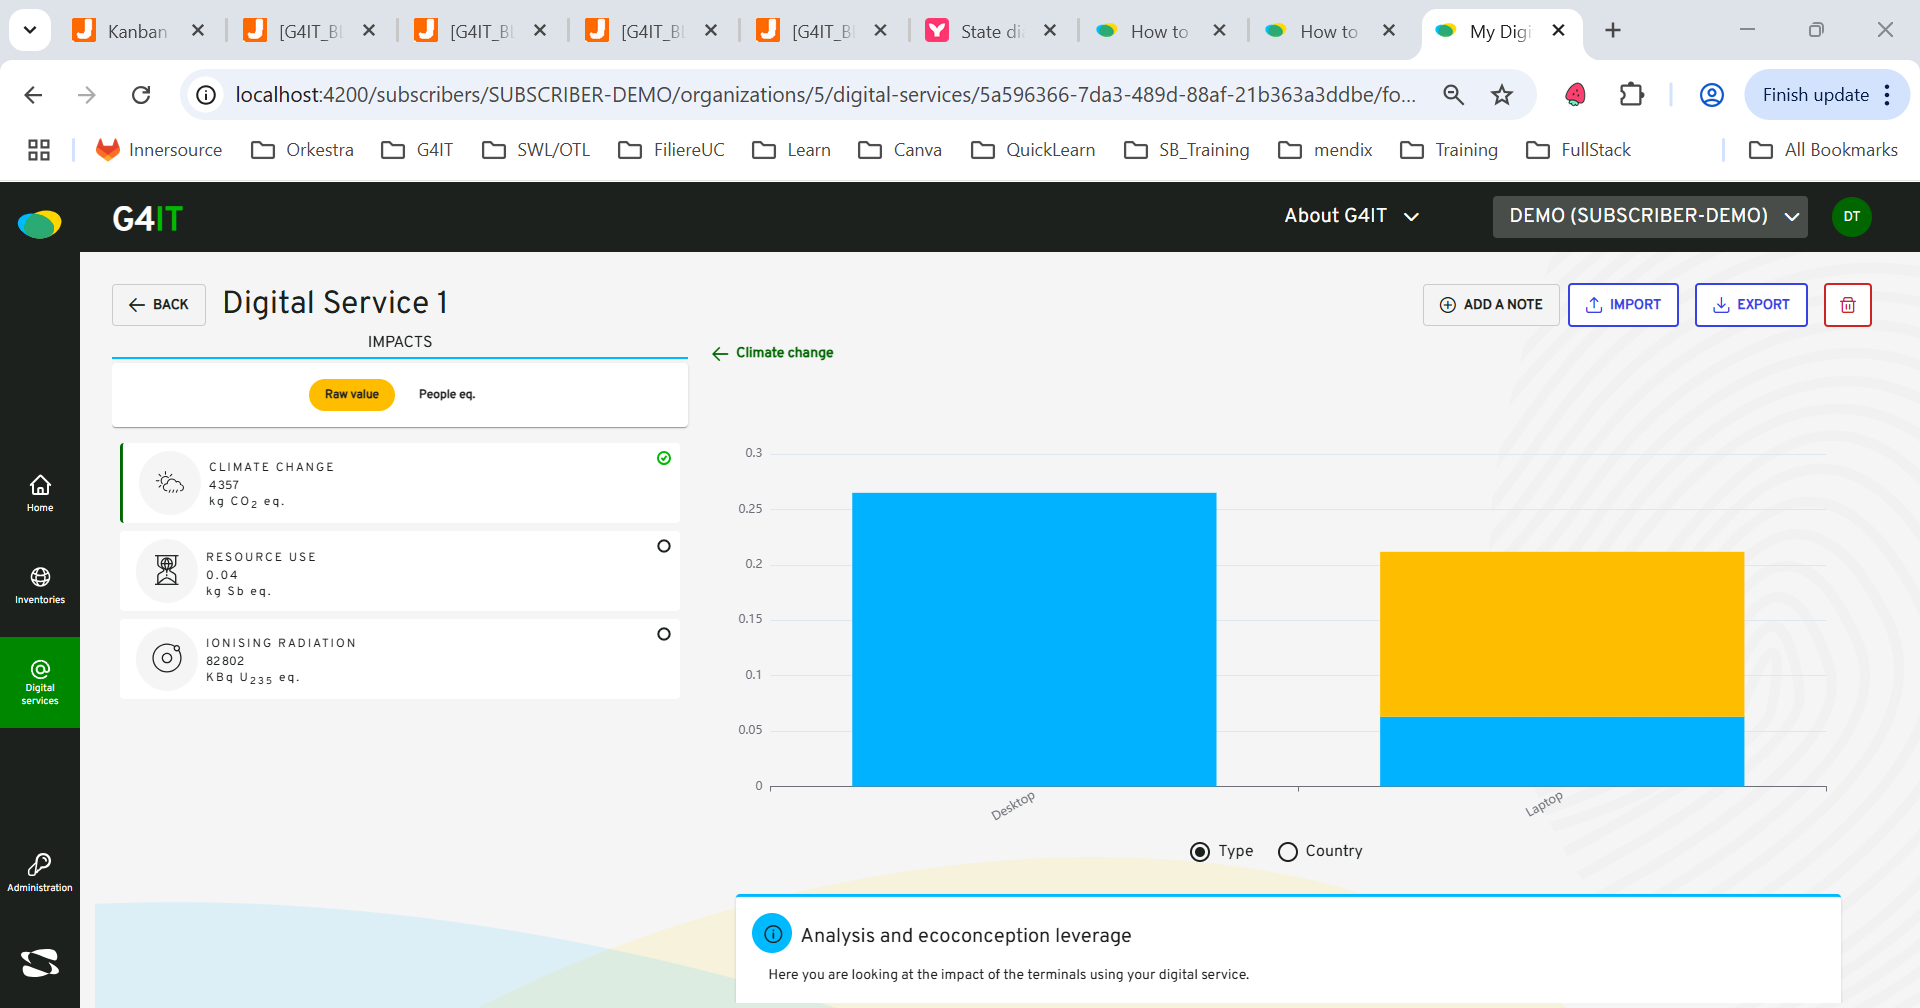 Kanban
[G4IT_BL
[G4IT_BL
[G4IT_BL
[G4IT_BL
State di
How to
How to
My Digi
localhost:4200/subscribers/SUBSCRIBER-DEMO/organizations/5/digital-services/5a596366-7da3-489d-88af-21b363a3ddbe/fo...
Finish update
Innersource
Orkestra
G4IT
SWL/OTL
FiliereUC
Learn
Canva
QuickLearn
SB_Training
mendix
Training
FullStack
All Bookmarks
G4IT
About G4IT
DEMO (SUBSCRIBER-DEMO)
DT
BACK
Digital Service 1
ADD A NOTE
IMPORT
EXPORT
IMPACTS
Climate change
Raw value
People eq.
CLIMATE CHANGE
4357
kg CO2 eq.
RESOURCE USE
0.04
kg Sb eq.
IONISING RADIATION
82802
KBq U235 eq.
Home
Inventories
Digital
services
Administration
0.3
0.25
0.2
0.15
0.1
0.05
0
Desktop
Laptop
Type
Country
Analysis and ecoconception leverage
Here you are looking at the impact of the terminals using your digital service.